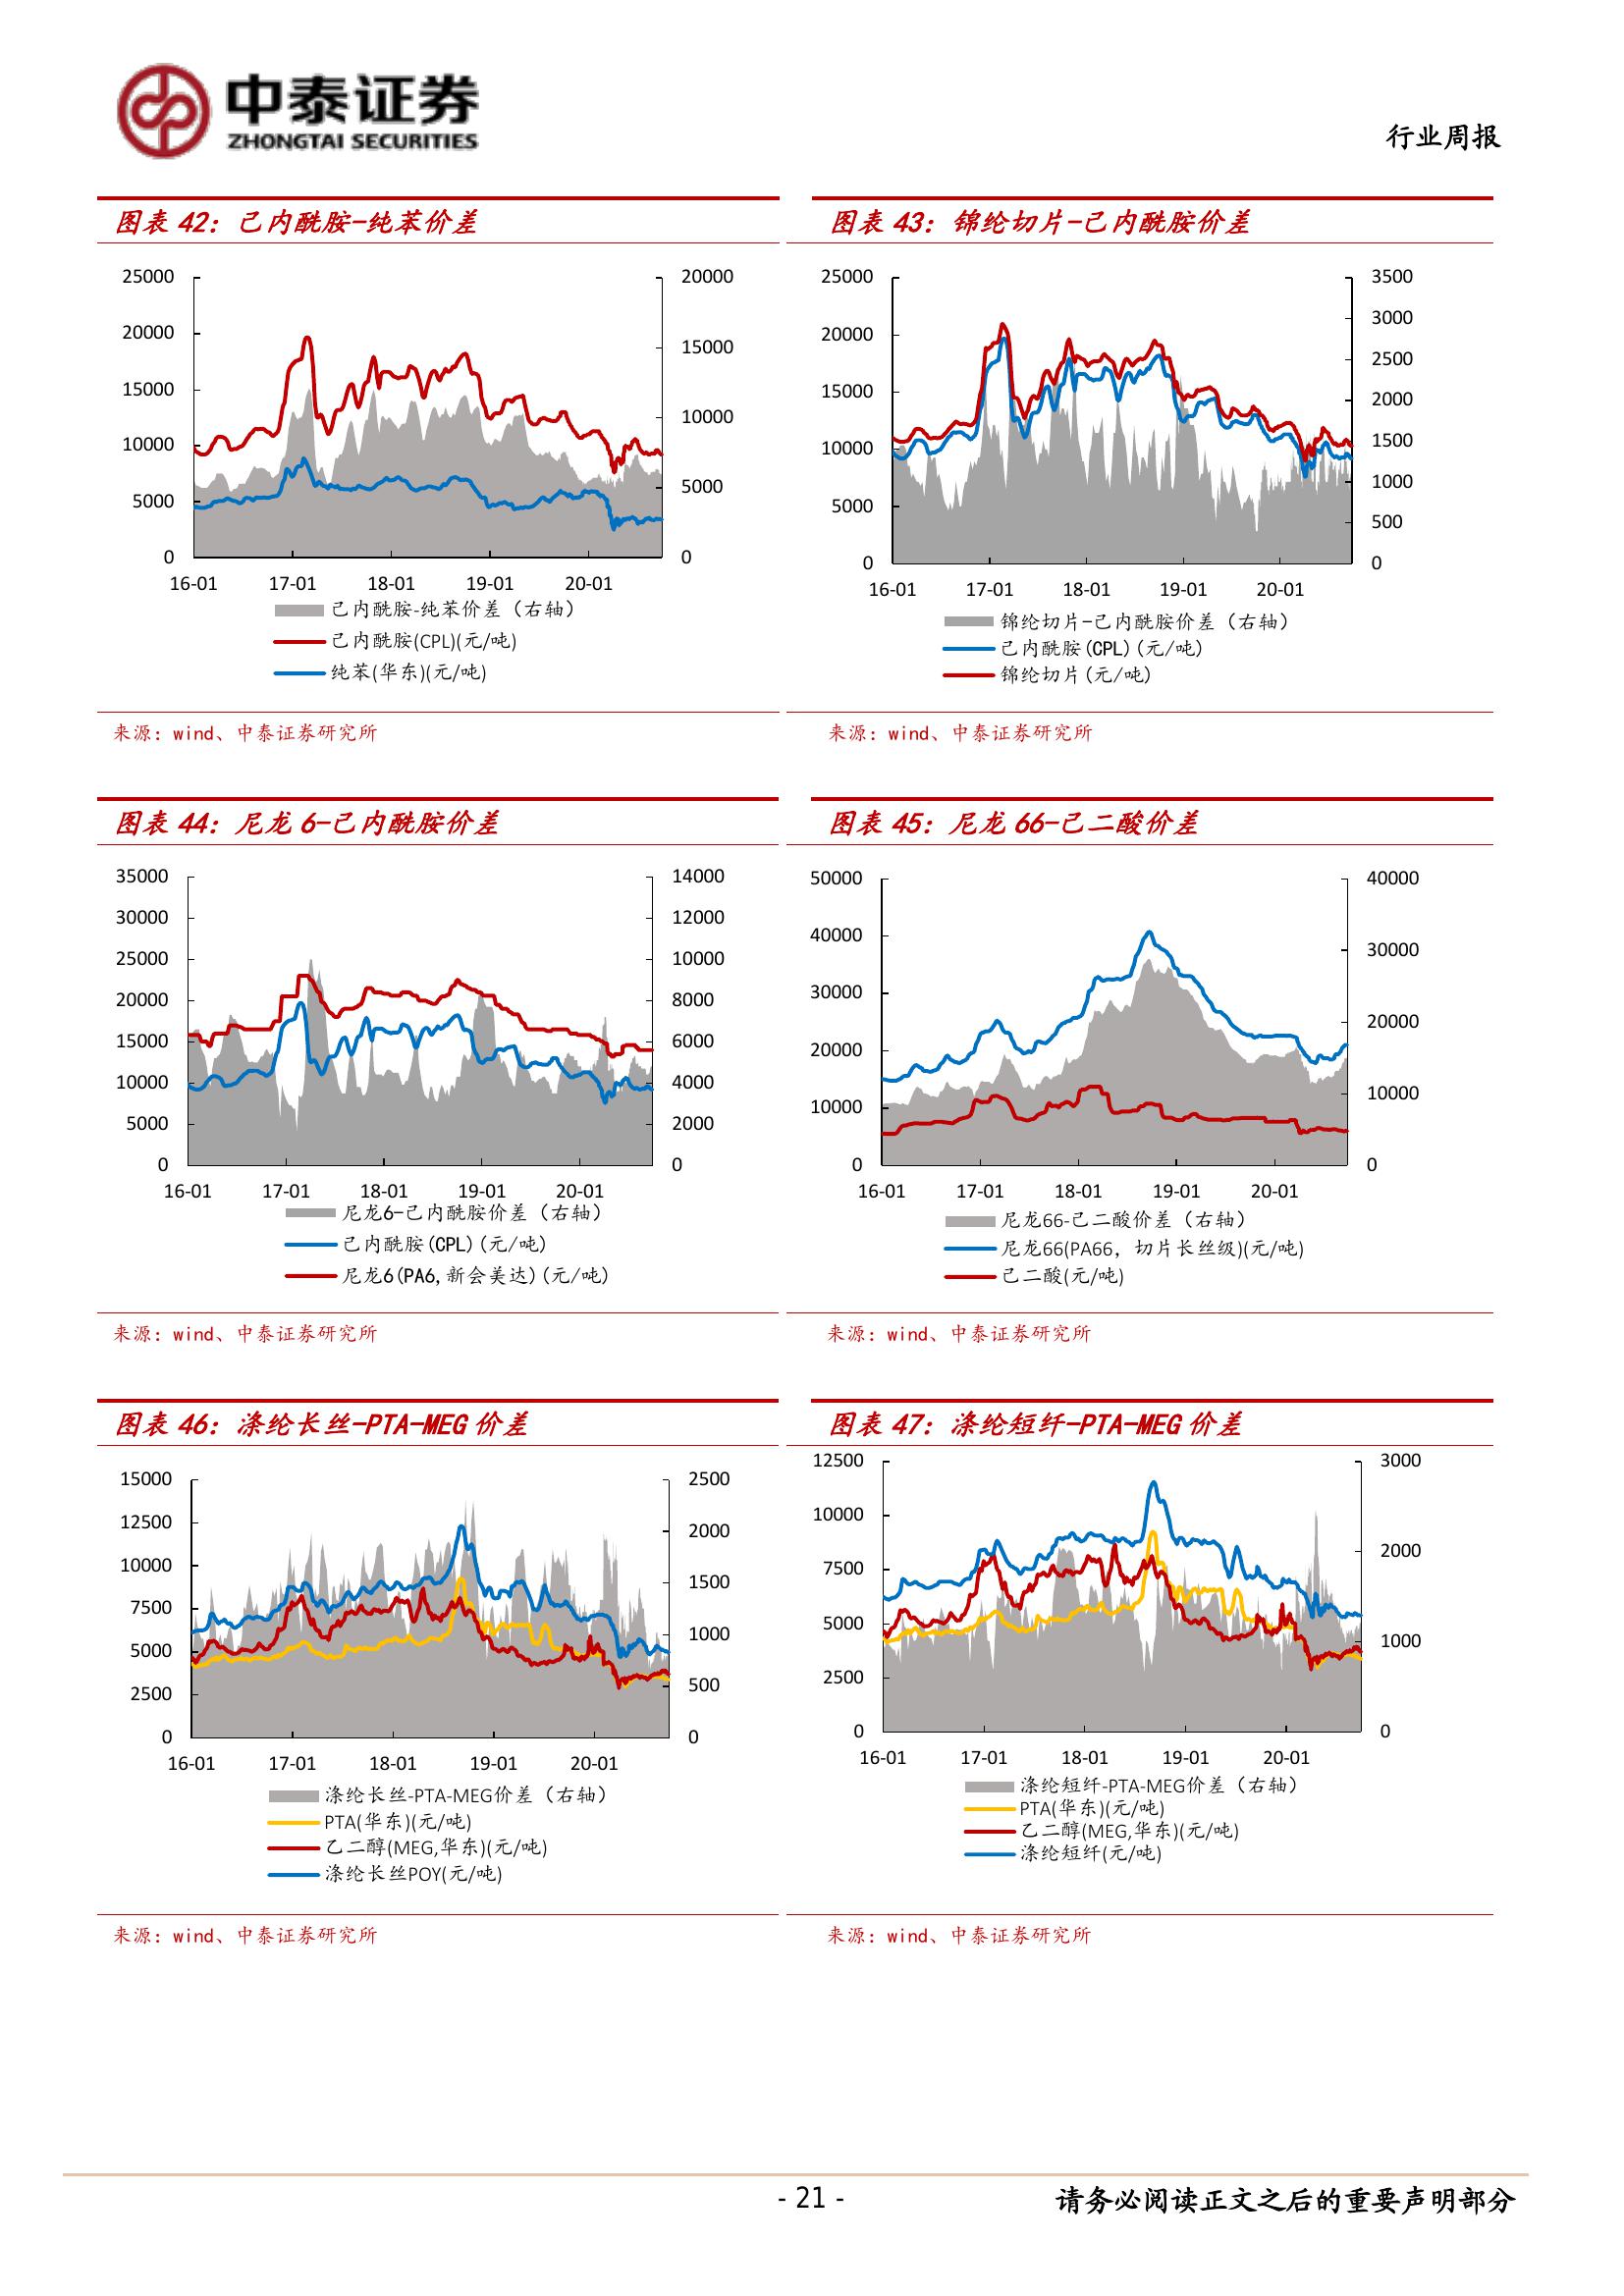 中泰证券
ZHONGTAI SECURITIES
行业周报
图表 42：己内酰胺-纯苯价差
25000
20000
15000
10000
5000
0
20000
15000
10000
5000
0
16-01 17-01 18-01 19-01 20-01
己内酰胺-纯苯价差（右轴）
己内酰胺(CPL)(元/吨)
纯苯(华东)(元/吨)
来源：wind、中泰证券研究所
图表 43：锦纶切片-己内酰胺价差
25000
20000
15000
10000
5000
0
3500
3000
2500
2000
1500
1000
500
0
16-01 17-01 18-01 19-01 20-01
锦纶切片-己内酰胺价差（右轴）
己内酰胺(CPL)(元/吨)
锦纶切片(元/吨)
来源：wind、中泰证券研究所
图表 44：尼龙 6-己内酰胺价差
35000
30000
25000
20000
15000
10000
5000
0
14000
12000
10000
8000
6000
4000
2000
0
16-01 17-01 18-01 19-01 20-01
尼龙6-己内酰胺价差（右轴）
己内酰胺(CPL)(元/吨)
尼龙6(PA6,新会美达)(元/吨)
来源：wind、中泰证券研究所
图表 45：尼龙 66-己二酸价差
50000
40000
30000
20000
10000
0
40000
30000
20000
10000
0
16-01 17-01 18-01 19-01 20-01
尼龙66-己二酸价差（右轴）
尼龙66(PA66，切片长丝级)(元/吨)
己二酸(元/吨)
来源：wind、中泰证券研究所
图表 46：涤纶长丝-PTA-MEG 价差
15000
12500
10000
7500
5000
2500
0
2500
2000
1500
1000
500
0
16-01 17-01 18-01 19-01 20-01
涤纶长丝-PTA-MEG价差（右轴）
PTA(华东)(元/吨)
乙二醇(MEG,华东)(元/吨)
涤纶长丝POY(元/吨)
来源：wind、中泰证券研究所
图表 47：涤纶短纤-PTA-MEG 价差
12500
10000
7500
5000
2500
0
3000
2000
1000
0
16-01 17-01 18-01 19-01 20-01
涤纶短纤-PTA-MEG价差（右轴）
PTA(华东)(元/吨)
乙二醇(MEG,华东)(元/吨)
涤纶短纤(元/吨)
来源：wind、中泰证券研究所
- 21 -
请务必阅读正文之后的重要声明部分